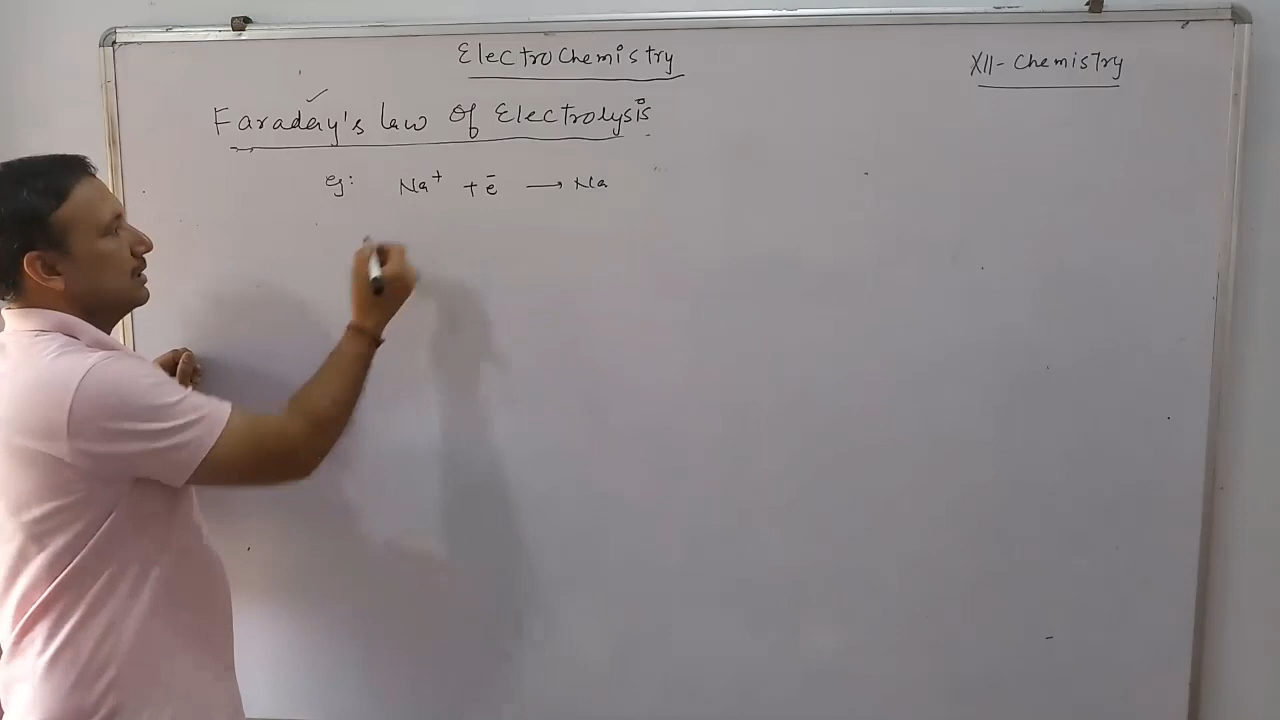 ElectroChemistry
XII- Chemistry
Faraday's law of Electrolysis
eg: Na⁺ + e⁻ → Na